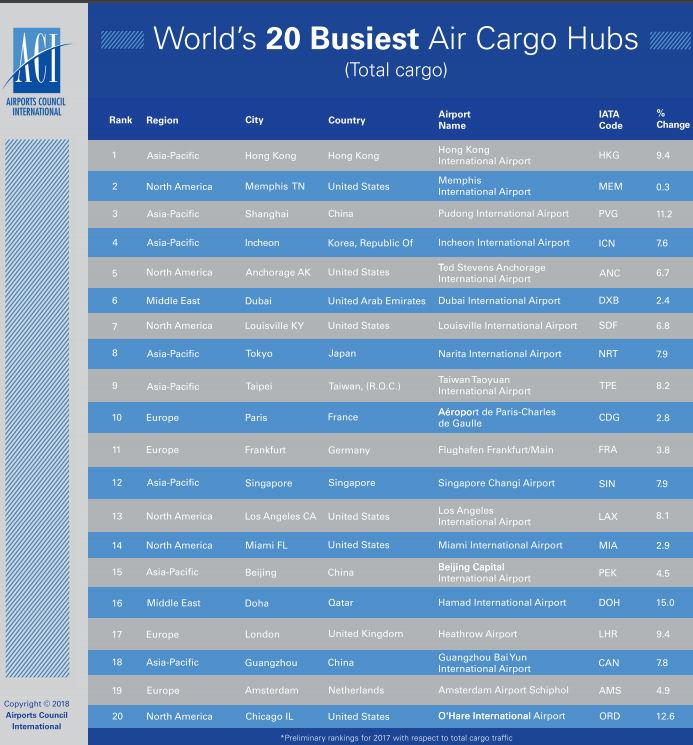 ACI
AIRPORTS COUNCIL
INTERNATIONAL
World's 20 Busiest Air Cargo Hubs
(Total cargo)
Rank Region City Country Airport Name IATA Code % Change
1 Asia-Pacific Hong Kong Hong Kong Hong Kong International Airport HKG 9.4
2 North America Memphis TN United States Memphis International Airport MEM 0.3
3 Asia-Pacific Shanghai China Pudong International Airport PVG 11.2
4 Asia-Pacific Incheon Korea, Republic Of Incheon International Airport ICN 7.6
5 North America Anchorage AK United States Ted Stevens Anchorage International Airport ANC 6.7
6 Middle East Dubai United Arab Emirates Dubai International Airport DXB 2.4
7 North America Louisville KY United States Louisville International Airport SDF 6.8
8 Asia-Pacific Tokyo Japan Narita International Airport NRT 7.9
9 Asia-Pacific Taipei Taiwan, (R.O.C.) Taiwan Taoyuan International Airport TPE 8.2
10 Europe Paris France Aéroport de Paris-Charles de Gaulle CDG 2.8
11 Europe Frankfurt Germany Flughafen Frankfurt/Main FRA 3.8
12 Asia-Pacific Singapore Singapore Singapore Changi Airport SIN 7.9
13 North America Los Angeles CA United States Los Angeles International Airport LAX 8.1
14 North America Miami FL United States Miami International Airport MIA 2.9
15 Asia-Pacific Beijing China Beijing Capital International Airport PEK 4.5
16 Middle East Doha Qatar Hamad International Airport DOH 15.0
17 Europe London United Kingdom Heathrow Airport LHR 9.4
18 Asia-Pacific Guangzhou China Guangzhou Bai Yun International Airport CAN 7.8
19 Europe Amsterdam Netherlands Amsterdam Airport Schiphol AMS 4.9
20 North America Chicago IL United States O'Hare International Airport ORD 12.6
Copyright © 2018
Airports Council
International
*Preliminary rankings for 2017 with respect to total cargo traffic